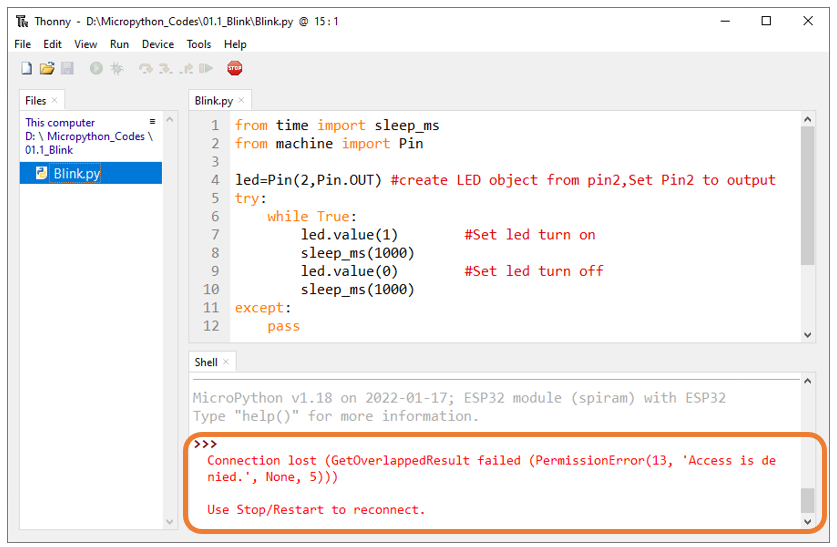 Thonny - D:\Micropython_Codes\01.1_Blink\Blink.py @ 15 : 1
File Edit View Run Device Tools Help
STOP
Files
This computer
D: \ Micropython_Codes \
01.1_Blink
Blink.py
Blink.py
1 from time import sleep_ms
2 from machine import Pin
3
4 led=Pin(2,Pin.OUT) #create LED object from pin2,Set Pin2 to output
5 try:
6     while True:
7         led.value(1)        #Set led turn on
8         sleep_ms(1000)
9         led.value(0)        #Set led turn off
10         sleep_ms(1000)
11 except:
12     pass
Shell
MicroPython v1.18 on 2022-01-17; ESP32 module (spiram) with ESP32
Type "help()" for more information.
>>>
Connection lost (GetOverlappedResult failed (PermissionError(13, 'Access is de
nied.', None, 5)))
Use Stop/Restart to reconnect.